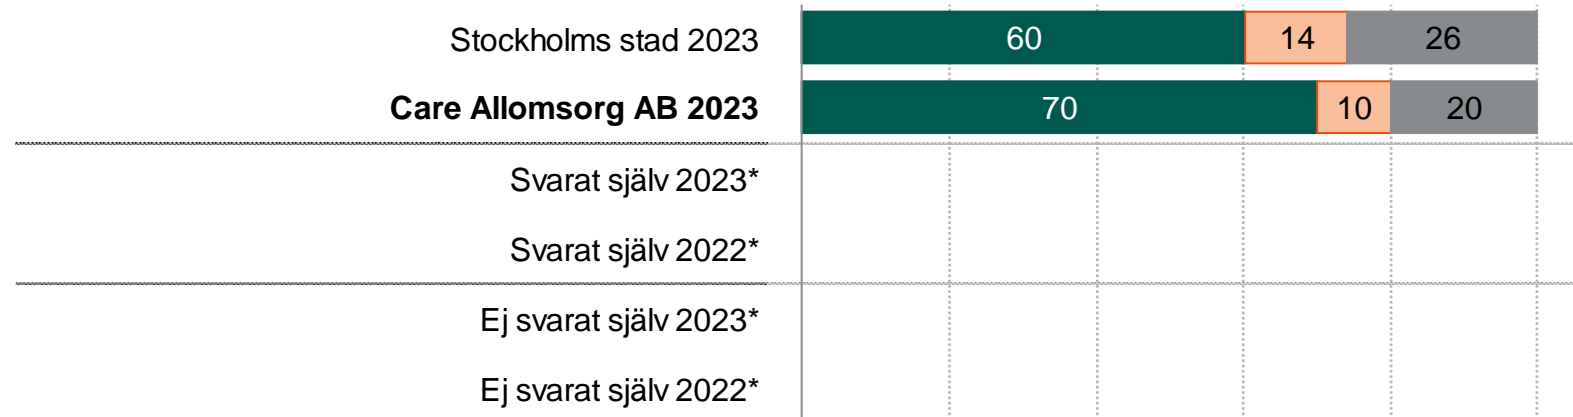 Stockholms stad 2023 60 14 26
Care Allomsorg AB 2023 70 10 20
Svarat själv 2023*
Svarat själv 2022*
Ej svarat själv 2023*
Ej svarat själv 2022*